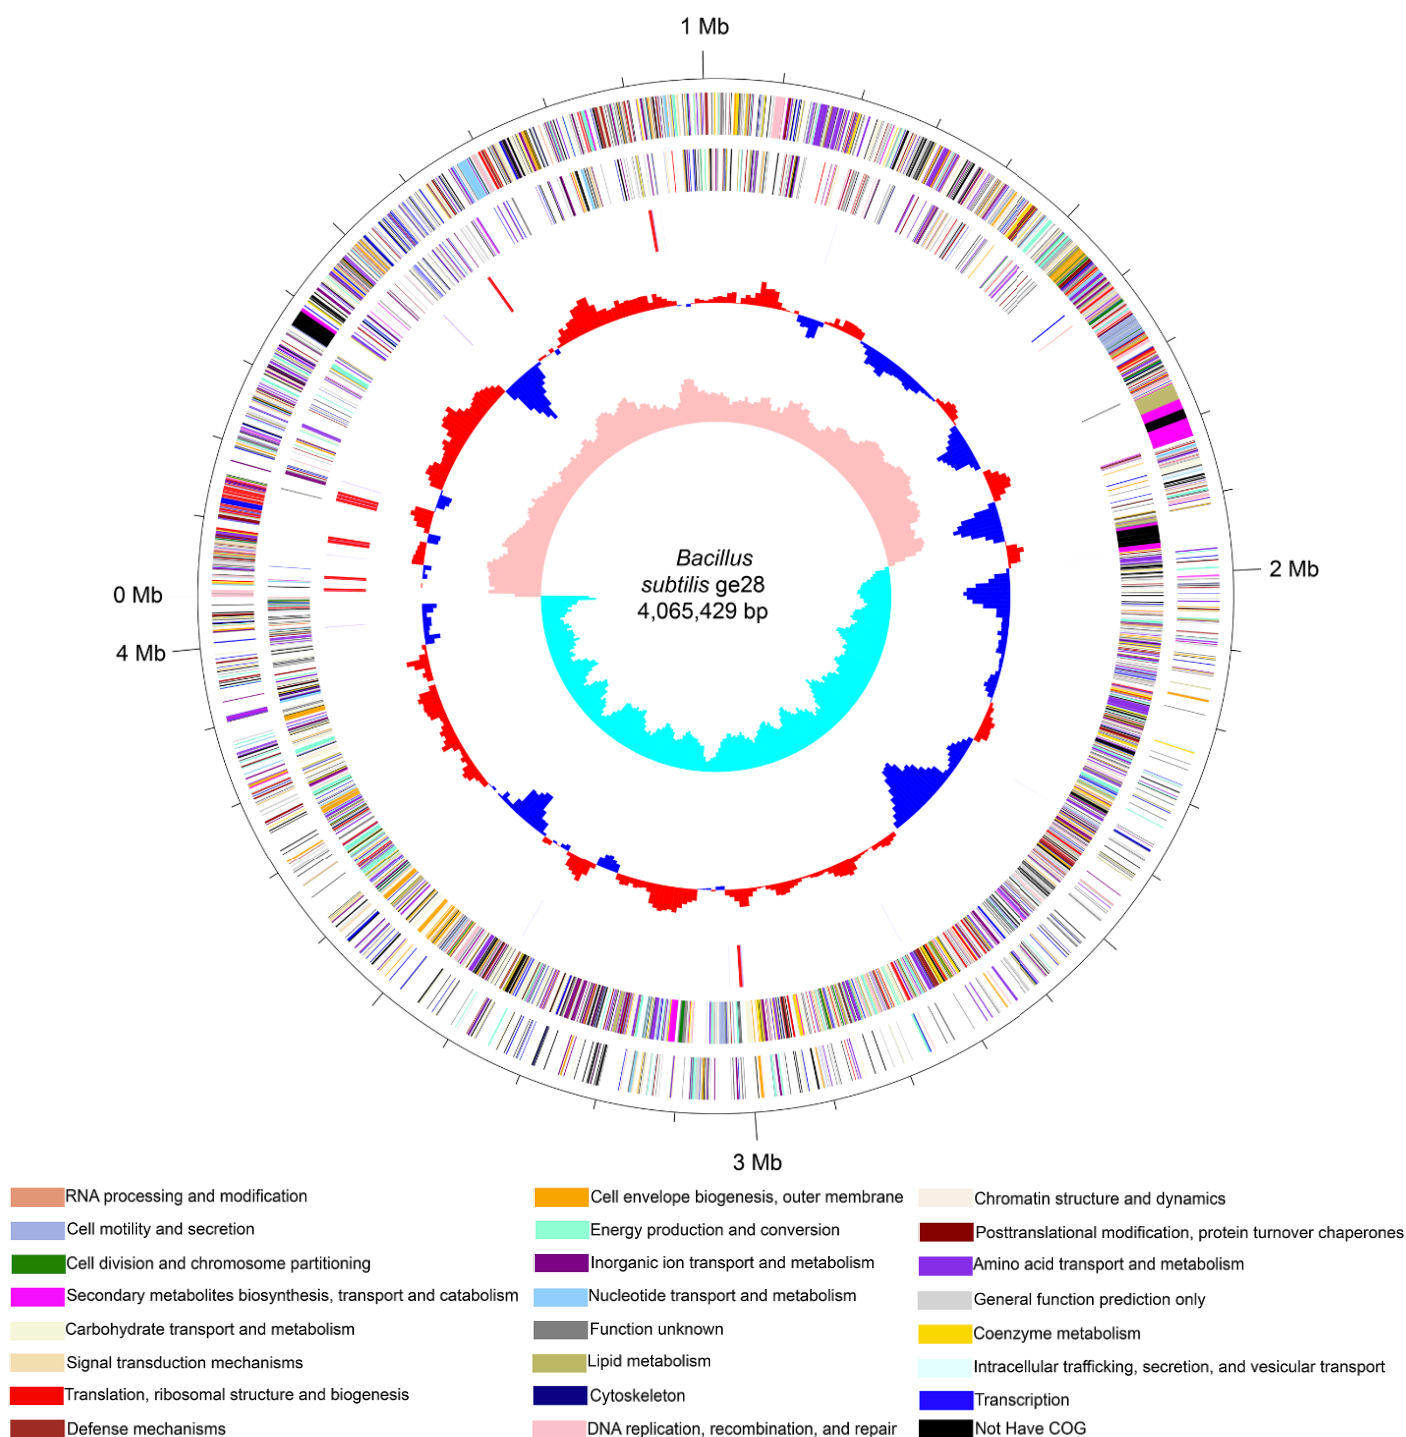 1 Mb
2 Mb
Bacillus
subtilis ge28
4,065,429 bp
0 Mb
4 Mb
3 Mb
RNA processing and modification
Cell motility and secretion
Cell division and chromosome partitioning
Secondary metabolites biosynthesis, transport and catabolism
Carbohydrate transport and metabolism
Signal transduction mechanisms
Translation, ribosomal structure and biogenesis
Defense mechanisms
Cell envelope biogenesis, outer membrane
Energy production and conversion
Inorganic ion transport and metabolism
Nucleotide transport and metabolism
Function unknown
Lipid metabolism
Cytoskeleton
DNA replication, recombination, and repair
Chromatin structure and dynamics
Posttranslational modification, protein turnover chaperones
Amino acid transport and metabolism
General function prediction only
Coenzyme metabolism
Intracellular trafficking, secretion, and vesicular transport
Transcription
Not Have COG